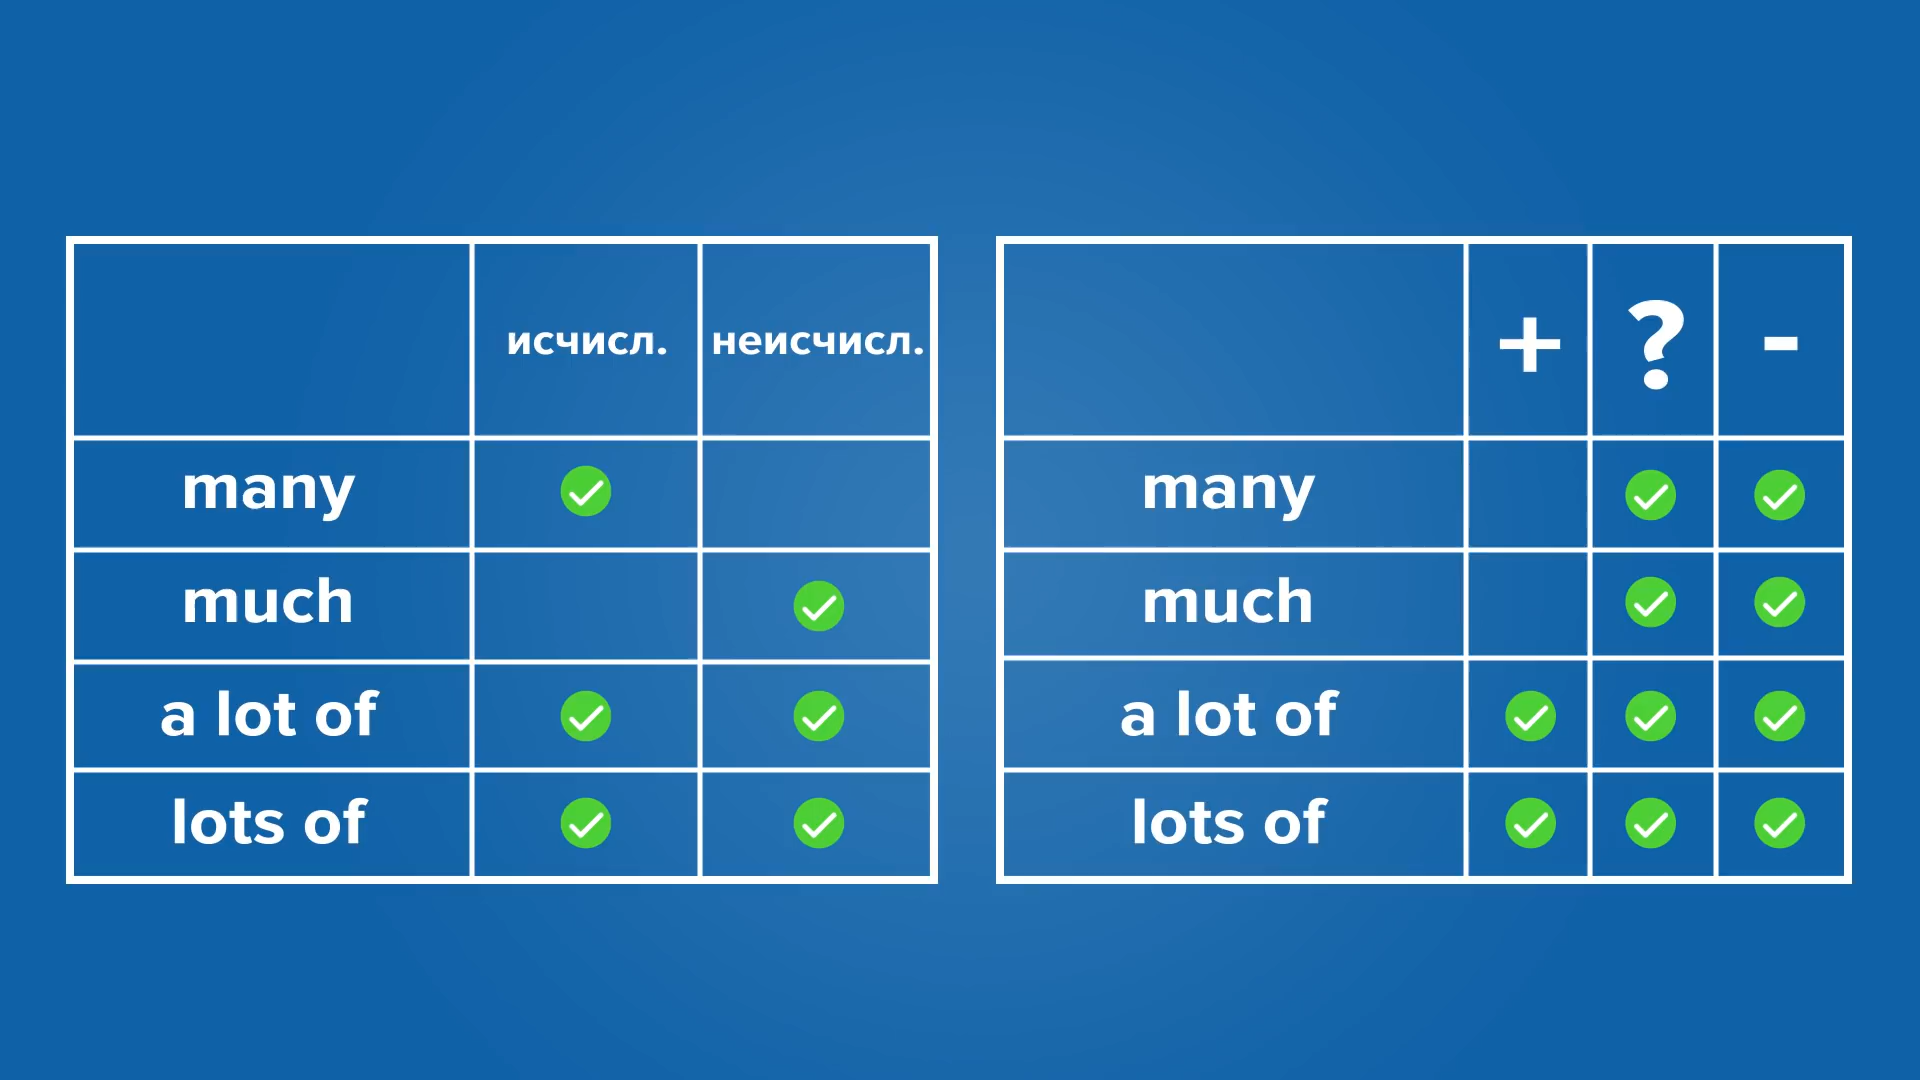 исчисл. неисчисл.
many
much
a lot of
lots of
+ ? -
many
much
a lot of
lots of